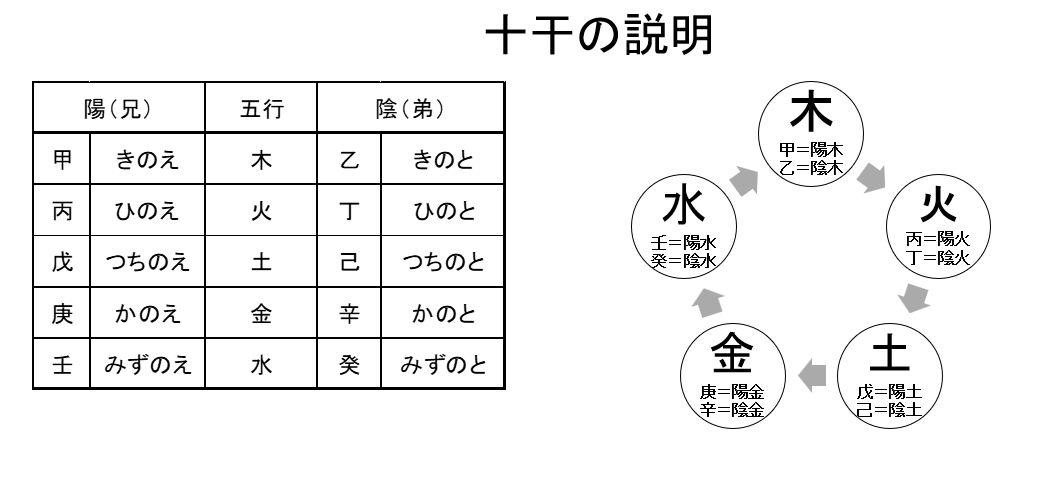 十干の説明
陽（兄） 五行 陰（弟）
甲 きのえ 木 乙 きのと
丙 ひのえ 火 丁 ひのと
戊 つちのえ 土 己 つちのと
庚 かのえ 金 辛 かのと
壬 みずのえ 水 癸 みずのと
木
甲＝陽木
乙＝陰木
火
丙＝陽火
丁＝陰火
土
戊＝陽土
己＝陰土
金
庚＝陽金
辛＝陰金
水
壬＝陽水
癸＝陰水